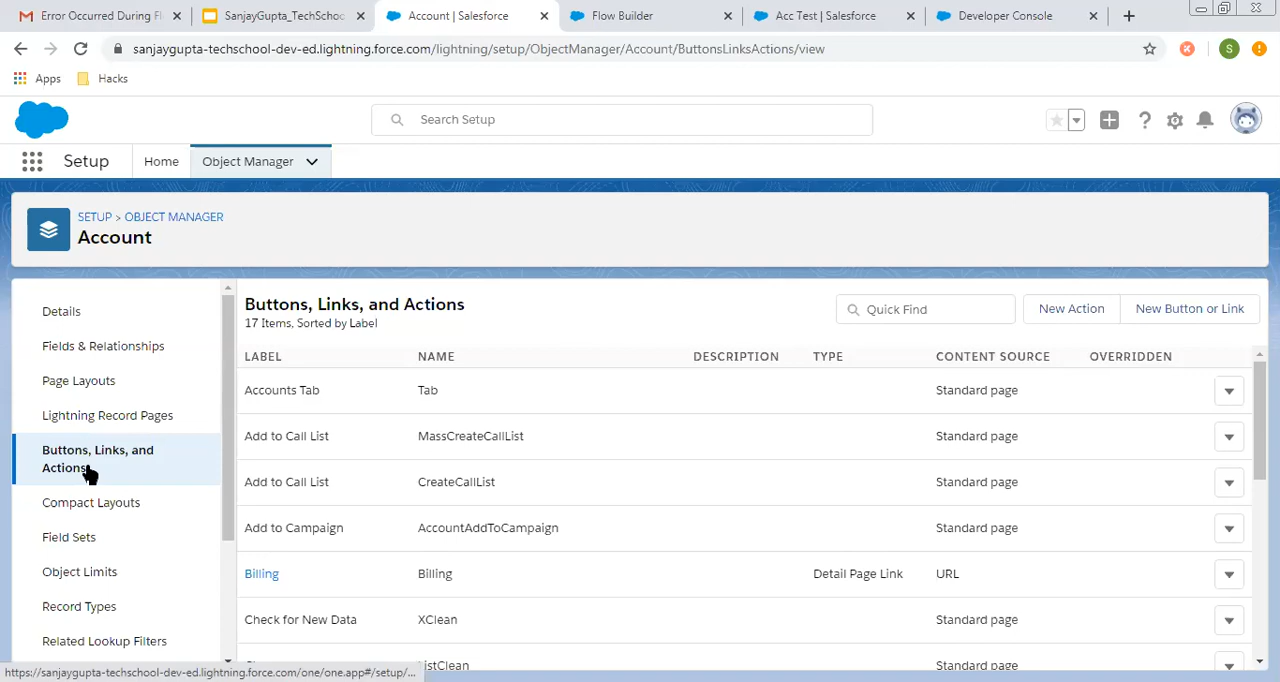 Error Occurred During Fl
SanjayGupta_TechSchoo
Account | Salesforce
Flow Builder
Acc Test | Salesforce
Developer Console
sanjaygupta-techschool-dev-ed.lightning.force.com/lightning/setup/ObjectManager/Account/ButtonsLinksActions/view
S
Apps
Hacks
Search Setup
Setup
Home
Object Manager
SETUP > OBJECT MANAGER
Account
Details
Fields & Relationships
Page Layouts
Lightning Record Pages
Buttons, Links, and
Actions
Compact Layouts
Field Sets
Object Limits
Record Types
Related Lookup Filters
Buttons, Links, and Actions
17 Items, Sorted by Label
Quick Find
New Action
New Button or Link
LABEL NAME DESCRIPTION TYPE CONTENT SOURCE OVERRIDDEN
Accounts Tab Tab Standard page
Add to Call List MassCreateCallList Standard page
Add to Call List CreateCallList Standard page
Add to Campaign AccountAddToCampaign Standard page
Billing Billing Detail Page Link URL
Check for New Data XClean Standard page
istClean Standard page
https://sanjaygupta-techschool-dev-ed.lightning.force.com/one/one.app#/setup/...